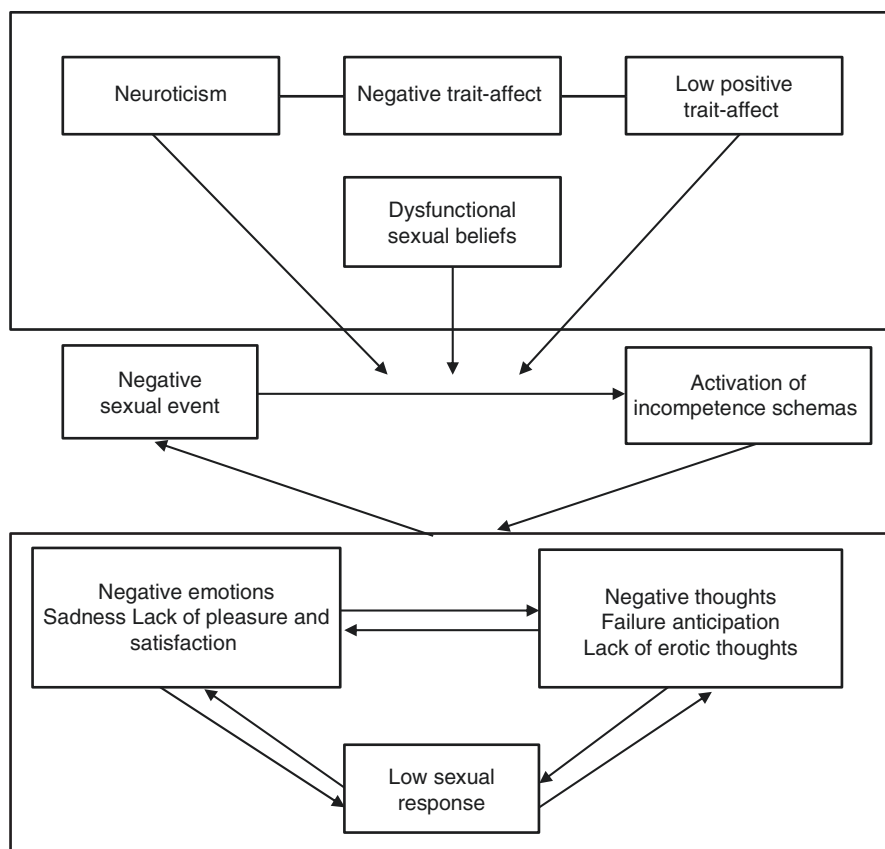 Neuroticism
Negative trait-affect
Low positive
trait-affect
Dysfunctional
sexual beliefs
Negative
sexual event
Activation of
incompetence schemas
Negative emotions
Sadness Lack of pleasure and
satisfaction
Negative thoughts
Failure anticipation
Lack of erotic thoughts
Low sexual
response